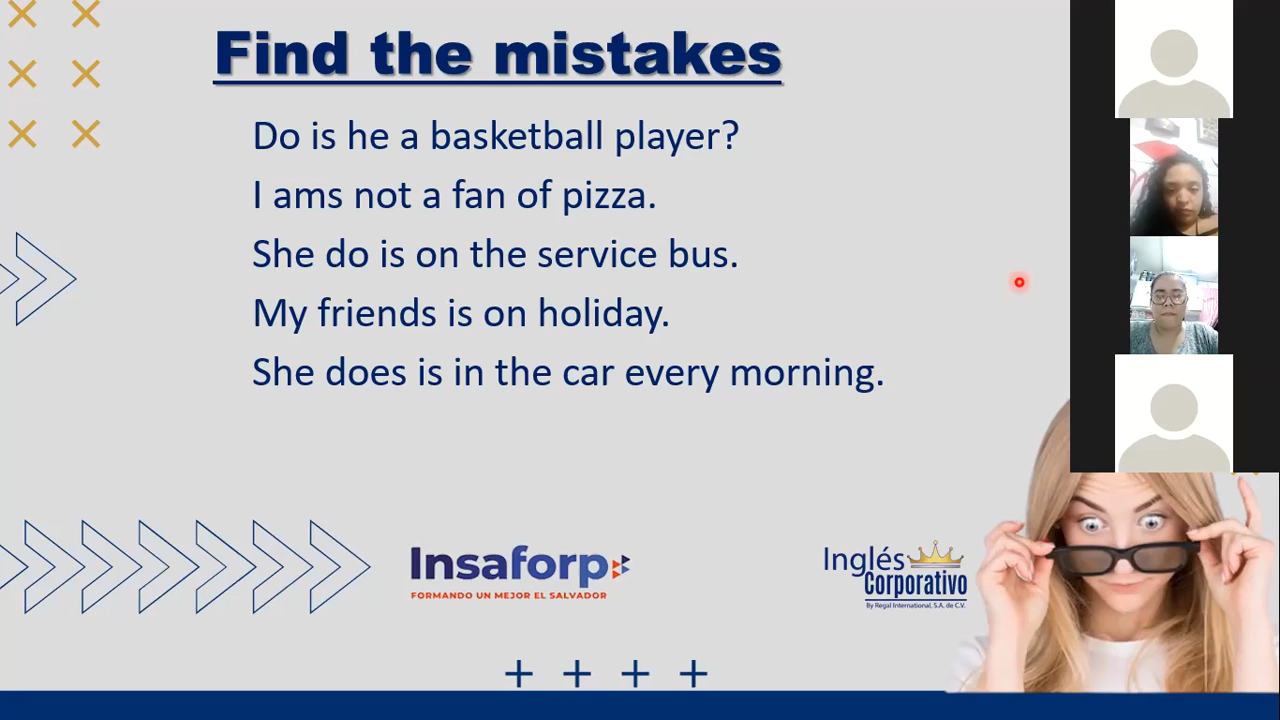 Find the mistakes
Do is he a basketball player?
I ams not a fan of pizza.
She do is on the service bus.
My friends is on holiday.
She does is in the car every morning.
Insaforp
FORMANDO UN MEJOR EL SALVADOR
Inglés
Corporativo
By Regal International, S.A. de C.V.